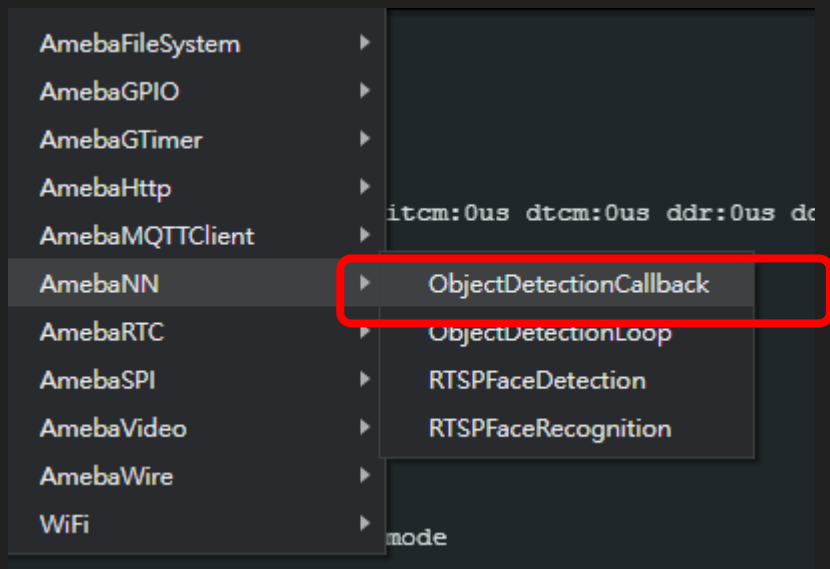 AmebaFileSystem
AmebaGPIO
AmebaGTimer
AmebaHttp
itcm:0us dtcm:0us ddr:0us
AmebaMQTTClient
AmebaNN
ObjectDetectionCallback
AmebaRTC
ObjectDetectionLoop
AmebaSPI
RTSPFaceDetection
AmebaVideo
RTSPFaceRecognition
AmebaWire
WiFi
mode